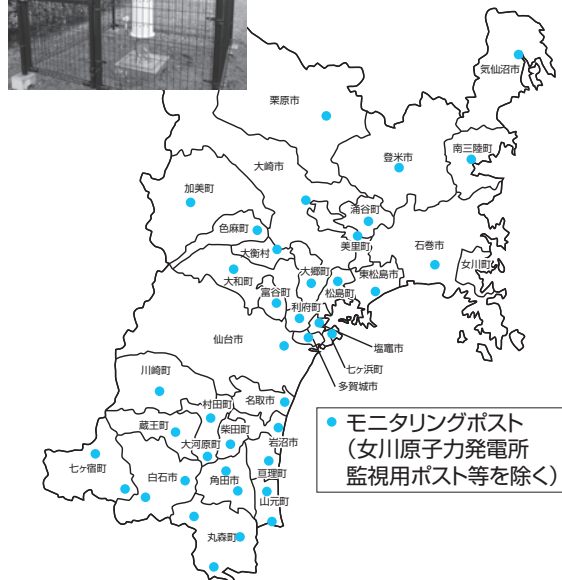 気仙沼市
栗原市
南三陸町
登米市
大崎市
加美町
涌谷町
色麻町
美里町
石巻市
大衡村
女川町
大和町
大郷町
東松島市
松島町
富谷町
利府町
仙台市
塩竈市
七ヶ浜町
多賀城市
川崎町
名取市
村田町
蔵王町
柴田町
岩沼市
大河原町
七ヶ宿町
亘理町
白石市
角田市
山元町
丸森町
モニタリングポスト
（女川原子力発電所
監視用ポスト等を除く）